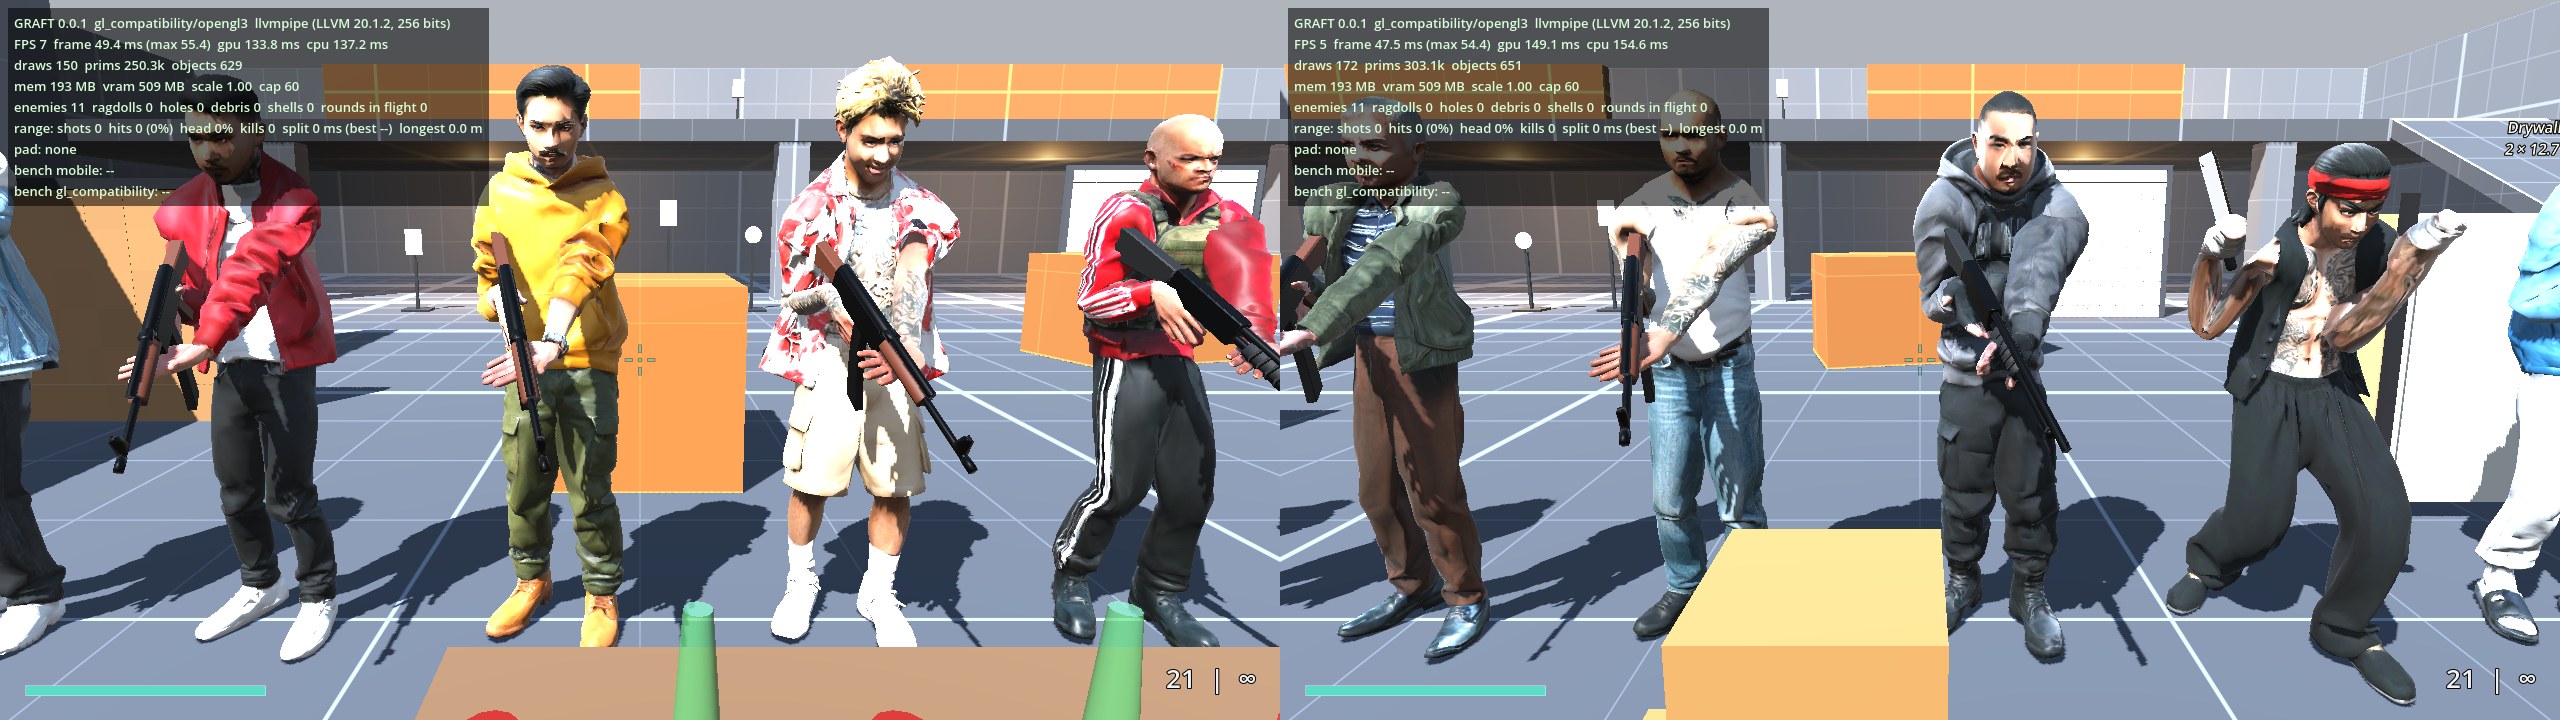 GRAFT 0.0.1 gl_compatibility/opengl3 llvmpipe (LLVM 20.1.2, 256 bits)
FPS 7 frame 49.4 ms (max 55.4) gpu 133.8 ms cpu 137.2 ms
draws 150 prims 250.3k objects 629
mem 193 MB vram 509 MB scale 1.00 cap 60
enemies 11 ragdolls 0 holes 0 debris 0 shells 0 rounds in flight 0
range: shots 0 hits 0 (0%) head 0% kills 0 split 0 ms (best --) longest 0.0 m
pad: none
bench mobile: --
bench gl_compatibility: --
21 | ∞
GRAFT 0.0.1 gl_compatibility/opengl3 llvmpipe (LLVM 20.1.2, 256 bits)
FPS 5 frame 47.5 ms (max 54.4) gpu 149.1 ms cpu 154.6 ms
draws 172 prims 303.1k objects 651
mem 193 MB vram 509 MB scale 1.00 cap 60
enemies 11 ragdolls 0 holes 0 debris 0 shells 0 rounds in flight 0
range: shots 0 hits 0 (0%) head 0% kills 0 split 0 ms (best --) longest 0.0 m
pad: none
bench mobile: --
bench gl_compatibility: --
Drywal
2 × 12.7
21 | ∞